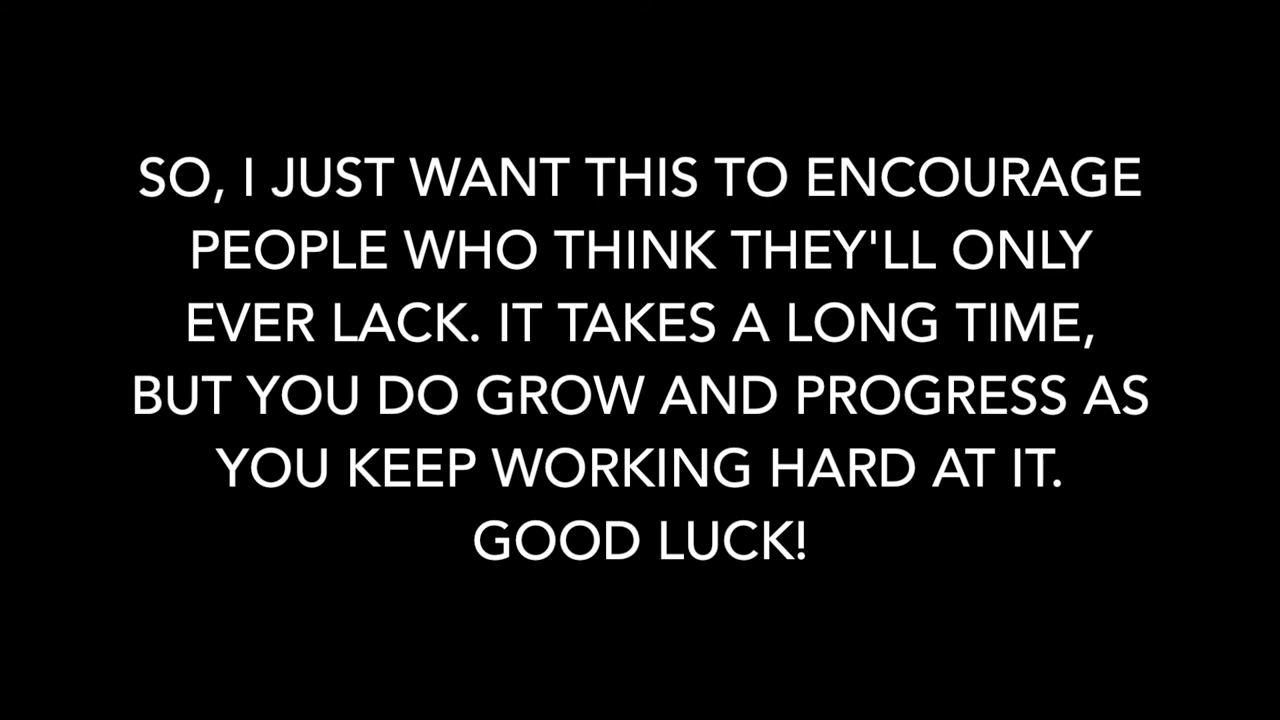 SO, I JUST WANT THIS TO ENCOURAGE
PEOPLE WHO THINK THEY'LL ONLY
EVER LACK. IT TAKES A LONG TIME,
BUT YOU DO GROW AND PROGRESS AS
YOU KEEP WORKING HARD AT IT.
GOOD LUCK!